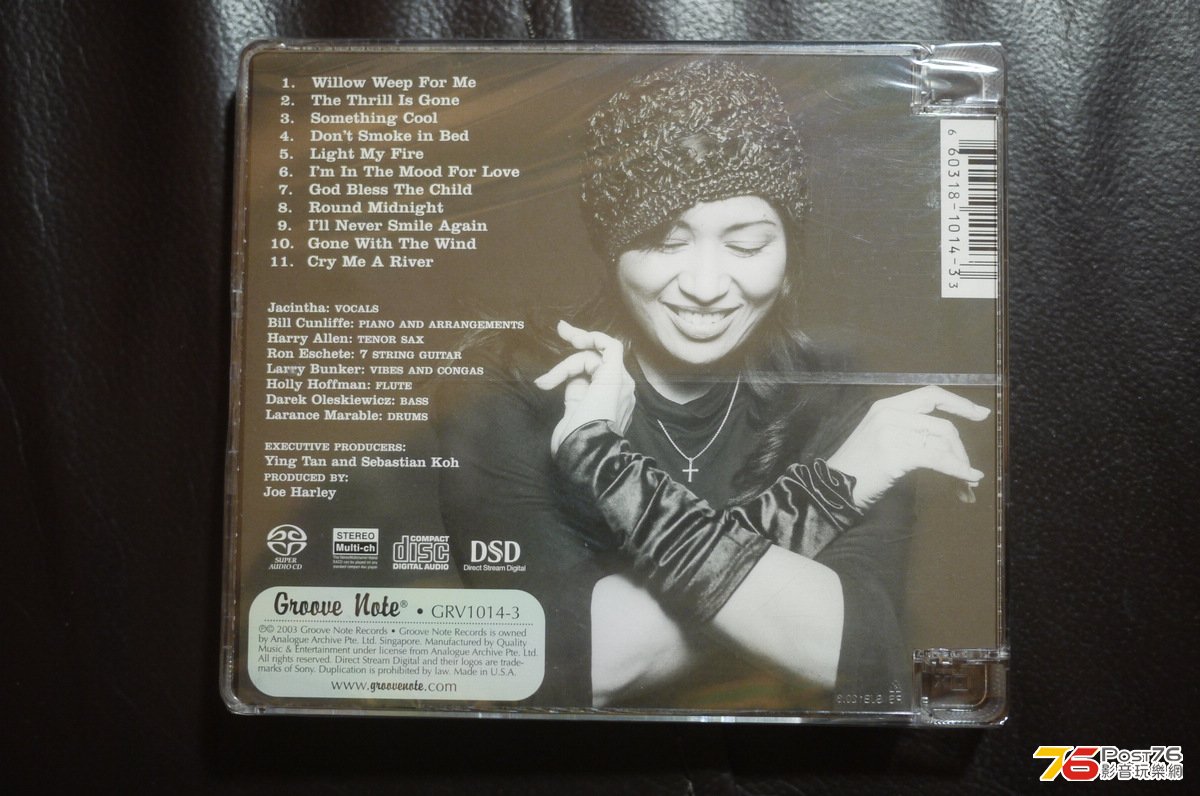 1. Willow Weep For Me
2. The Thrill Is Gone
3. Something Cool
4. Don't Smoke in Bed
5. Light My Fire
6. I'm In The Mood For Love
7. God Bless The Child
8. Round Midnight
9. I'll Never Smile Again
10. Gone With The Wind
11. Cry Me A River
Jacintha: VOCALS
Bill Cunliffe: PIANO AND ARRANGEMENTS
Harry Allen: TENOR SAX
Ron Eschete: 7 STRING GUITAR
Larry Bunker: VIBES AND CONGAS
Holly Hoffman: FLUTE
Darek Oleskiewicz: BASS
Larance Marable: DRUMS
EXECUTIVE PRODUCERS:
Ying Tan and Sebastian Koh
PRODUCED BY:
Joe Harley
SUPER
AUDIO CD
STEREO
Multi-ch
COMPACT
disc
DIGITAL AUDIO
DSD
Direct Stream Digital
Groove Note® • GRV1014-3
℗© 2003 Groove Note Records • Groove Note Records is owned
by Analogue Archive Pte. Ltd. Singapore. Manufactured by Quality
Music & Entertainment under license from Analogue Archive Pte. Ltd.
All rights reserved. Direct Stream Digital and their logos are trade-
marks of Sony. Duplication is prohibited by law. Made in U.S.A.
www.groovenote.com
6 60318-1014-3 3
76 Post76
影音玩樂網